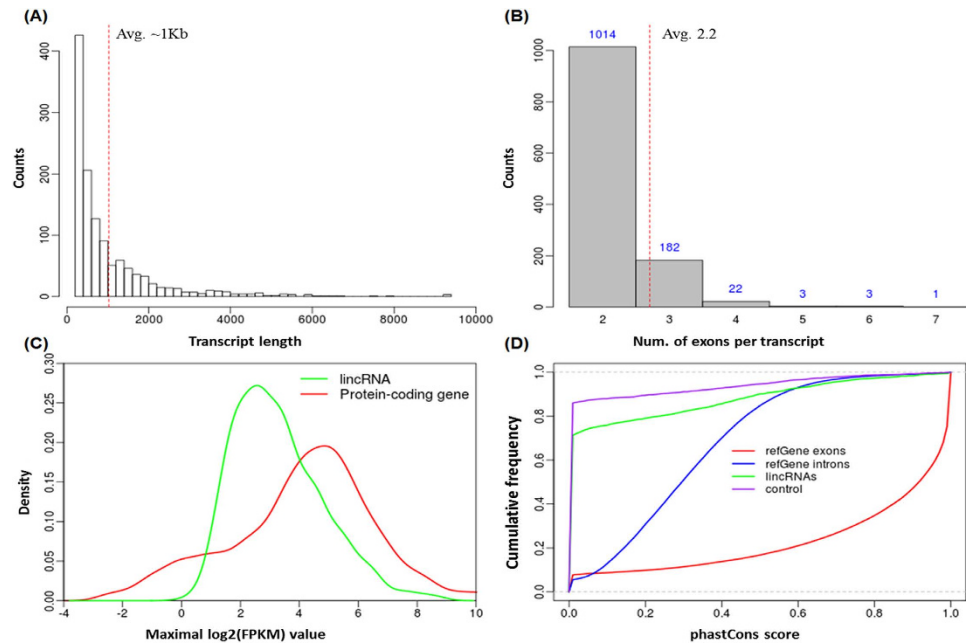 (A)
Avg. ~1Kb
400
300
200
100
0
Counts
0 2000 4000 6000 8000 10000
Transcript length
(B)
Avg. 2.2
1014
182
22
3
3
1
1000
800
600
400
200
0
Counts
2 3 4 5 6 7
Num. of exons per transcript
(C)
lincRNA
Protein-coding gene
0.30
0.25
0.20
0.15
0.10
0.05
0.00
Density
-4 -2 0 2 4 6 8 10
Maximal log2(FPKM) value
(D)
1.0
0.8
0.6
0.4
0.2
0.0
Cumulative frequency
refGene exons
refGene introns
lincRNAs
control
0.0 0.2 0.4 0.6 0.8 1.0
phastCons score